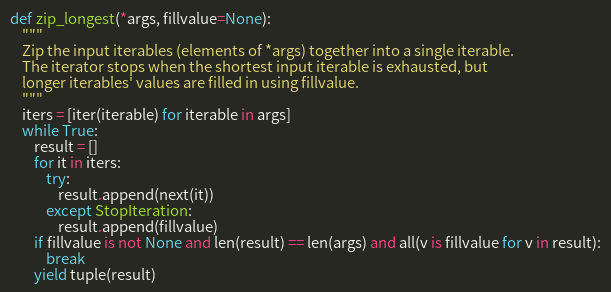 def zip_longest(*args, fillvalue=None):
"""
Zip the input iterables (elements of *args) together into a single iterable.
The iterator stops when the shortest input iterable is exhausted, but
longer iterables' values are filled in using fillvalue.
"""
iters = [iter(iterable) for iterable in args]
while True:
result = []
for it in iters:
try:
result.append(next(it))
except StopIteration:
result.append(fillvalue)
if fillvalue is not None and len(result) == len(args) and all(v is fillvalue for v in result):
break
yield tuple(result)